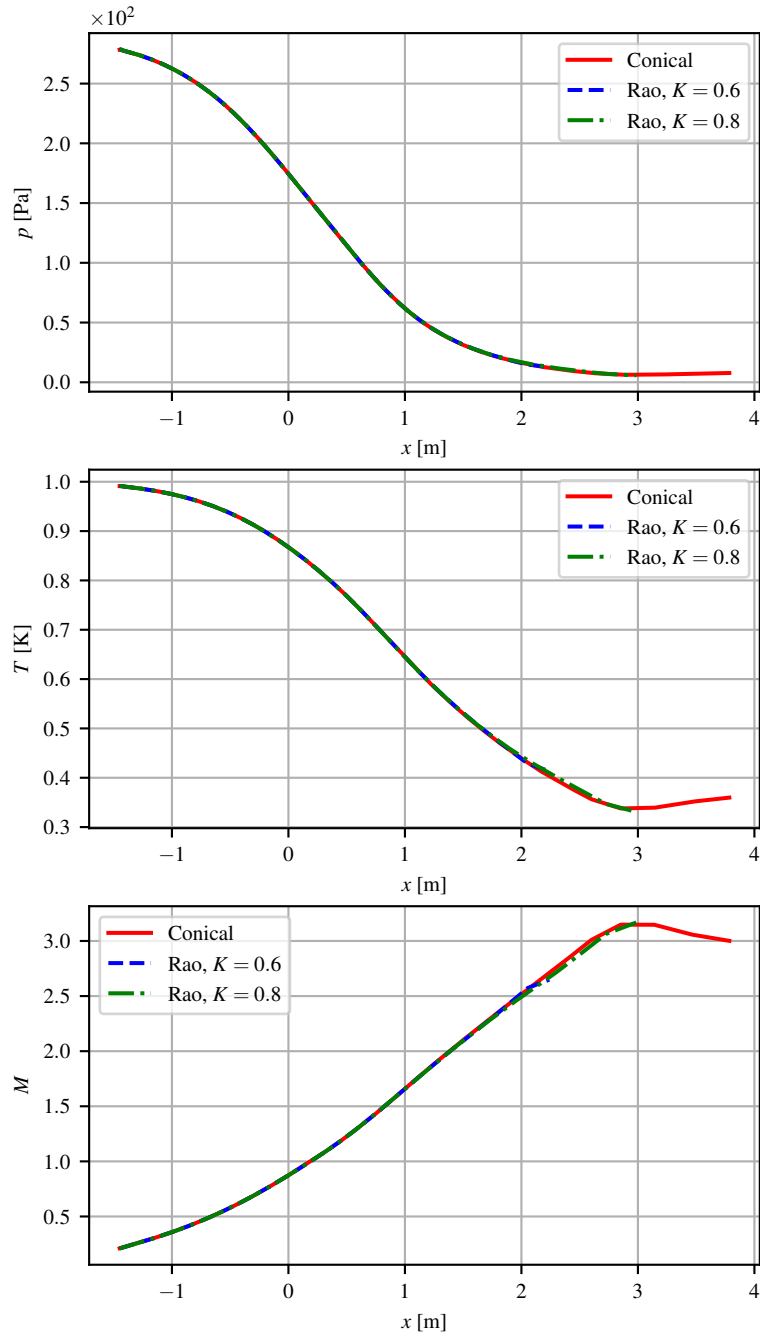 ×10²
2.5
2.0
1.5
1.0
0.5
0.0
p [Pa]
Conical
Rao, K = 0.6
Rao, K = 0.8
−1 0 1 2 3 4
x [m]
1.0
0.9
0.8
0.7
0.6
0.5
0.4
0.3
T [K]
Conical
Rao, K = 0.6
Rao, K = 0.8
−1 0 1 2 3 4
x [m]
3.0
2.5
2.0
1.5
1.0
0.5
M
Conical
Rao, K = 0.6
Rao, K = 0.8
−1 0 1 2 3 4
x [m]